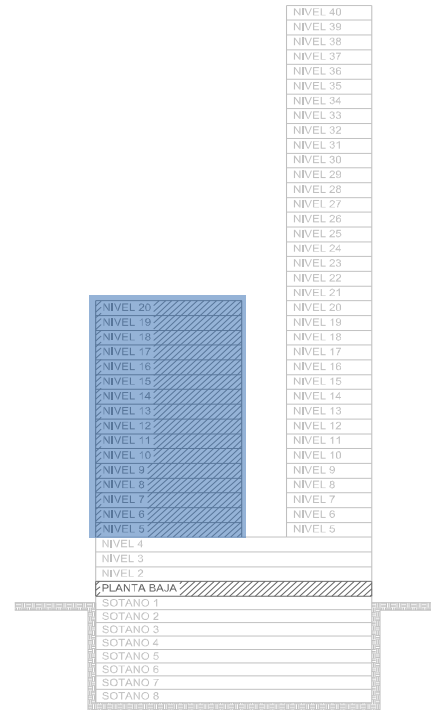 NIVEL 40
NIVEL 39
NIVEL 38
NIVEL 37
NIVEL 36
NIVEL 35
NIVEL 34
NIVEL 33
NIVEL 32
NIVEL 31
NIVEL 30
NIVEL 29
NIVEL 28
NIVEL 27
NIVEL 26
NIVEL 25
NIVEL 24
NIVEL 23
NIVEL 22
NIVEL 21
NIVEL 20
NIVEL 19
NIVEL 18
NIVEL 17
NIVEL 16
NIVEL 15
NIVEL 14
NIVEL 13
NIVEL 12
NIVEL 11
NIVEL 10
NIVEL 9
NIVEL 8
NIVEL 7
NIVEL 6
NIVEL 5
NIVEL 20
NIVEL 19
NIVEL 18
NIVEL 17
NIVEL 16
NIVEL 15
NIVEL 14
NIVEL 13
NIVEL 12
NIVEL 11
NIVEL 10
NIVEL 9
NIVEL 8
NIVEL 7
NIVEL 6
NIVEL 5
NIVEL 4
NIVEL 3
NIVEL 2
PLANTA BAJA
SOTANO 1
SOTANO 2
SOTANO 3
SOTANO 4
SOTANO 5
SOTANO 6
SOTANO 7
SOTANO 8